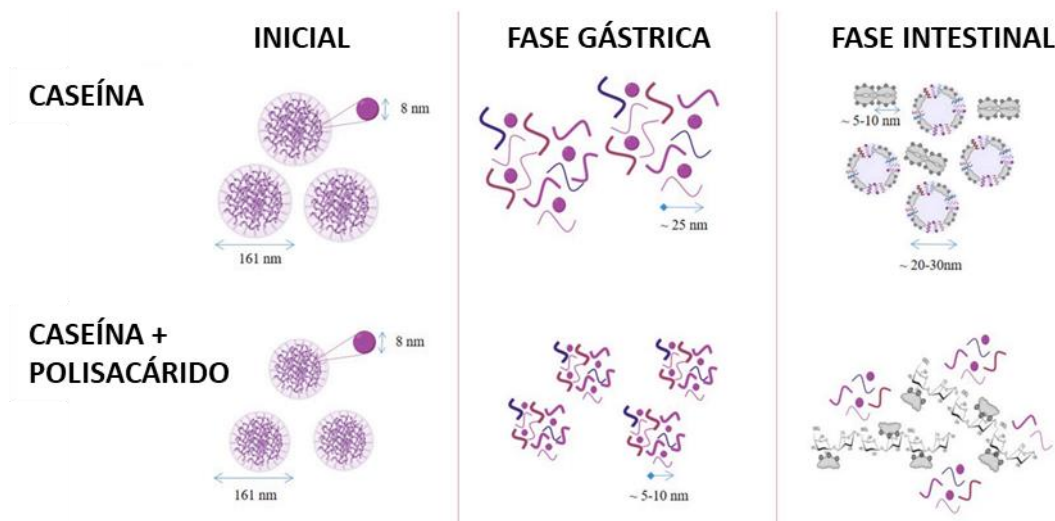 INICIAL
FASE GÁSTRICA
FASE INTESTINAL
CASEÍNA
8 nm
161 nm
~ 25 nm
~ 5-10 nm
~ 20-30nm
CASEÍNA +
POLISACÁRIDO
8 nm
161 nm
~ 5-10 nm